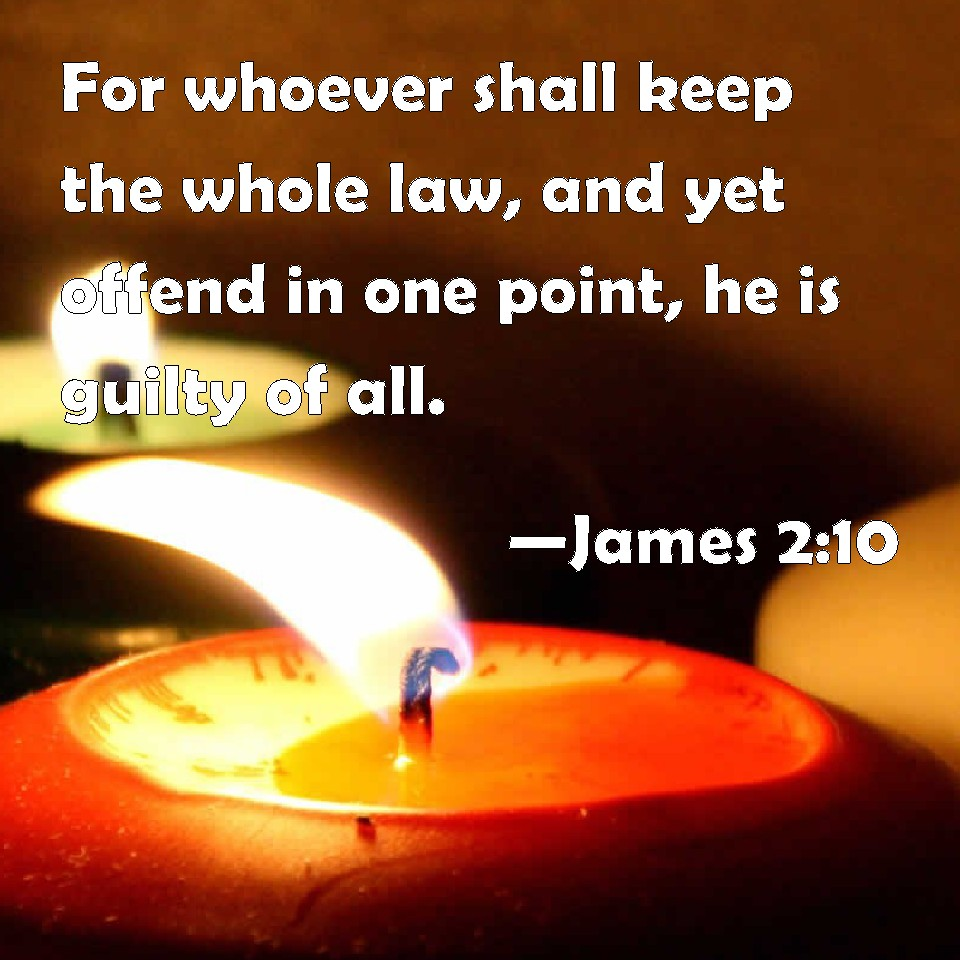 For whoever shall keep
the whole law, and yet
offend in one point, he is
guilty of all.
—James 2:10